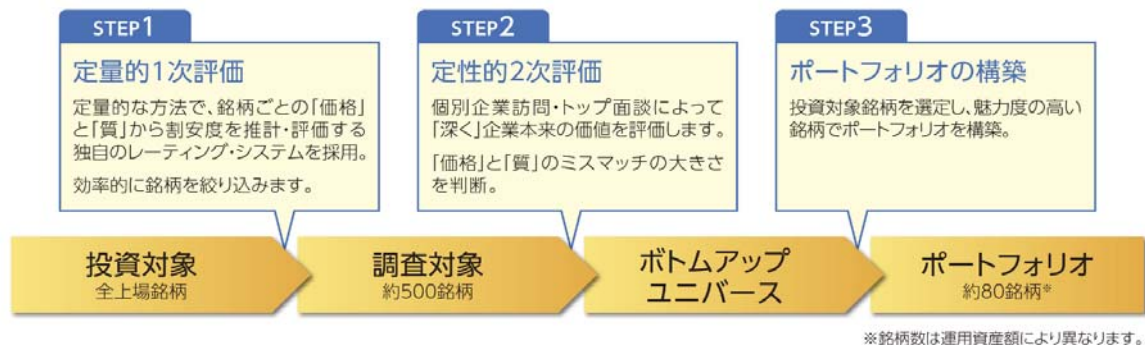 STEP1
定量的1次評価
定量的な方法で、銘柄ごとの「価格」
と「質」から割安度を推計・評価する
独自のレーティング・システムを採用。
効率的に銘柄を絞り込みます。
STEP2
定性的2次評価
個別企業訪問・トップ面談によって
「深く」企業本来の価値を評価します。
「価格」と「質」のミスマッチの大きさ
を判断。
STEP3
ポートフォリオの構築
投資対象銘柄を選定し、魅力度の高い
銘柄でポートフォリオを構築。
投資対象
全上場銘柄
調査対象
約500銘柄
ボトムアップ
ユニバース
ポートフォリオ
約80銘柄※
※銘柄数は運用資産額により異なります。